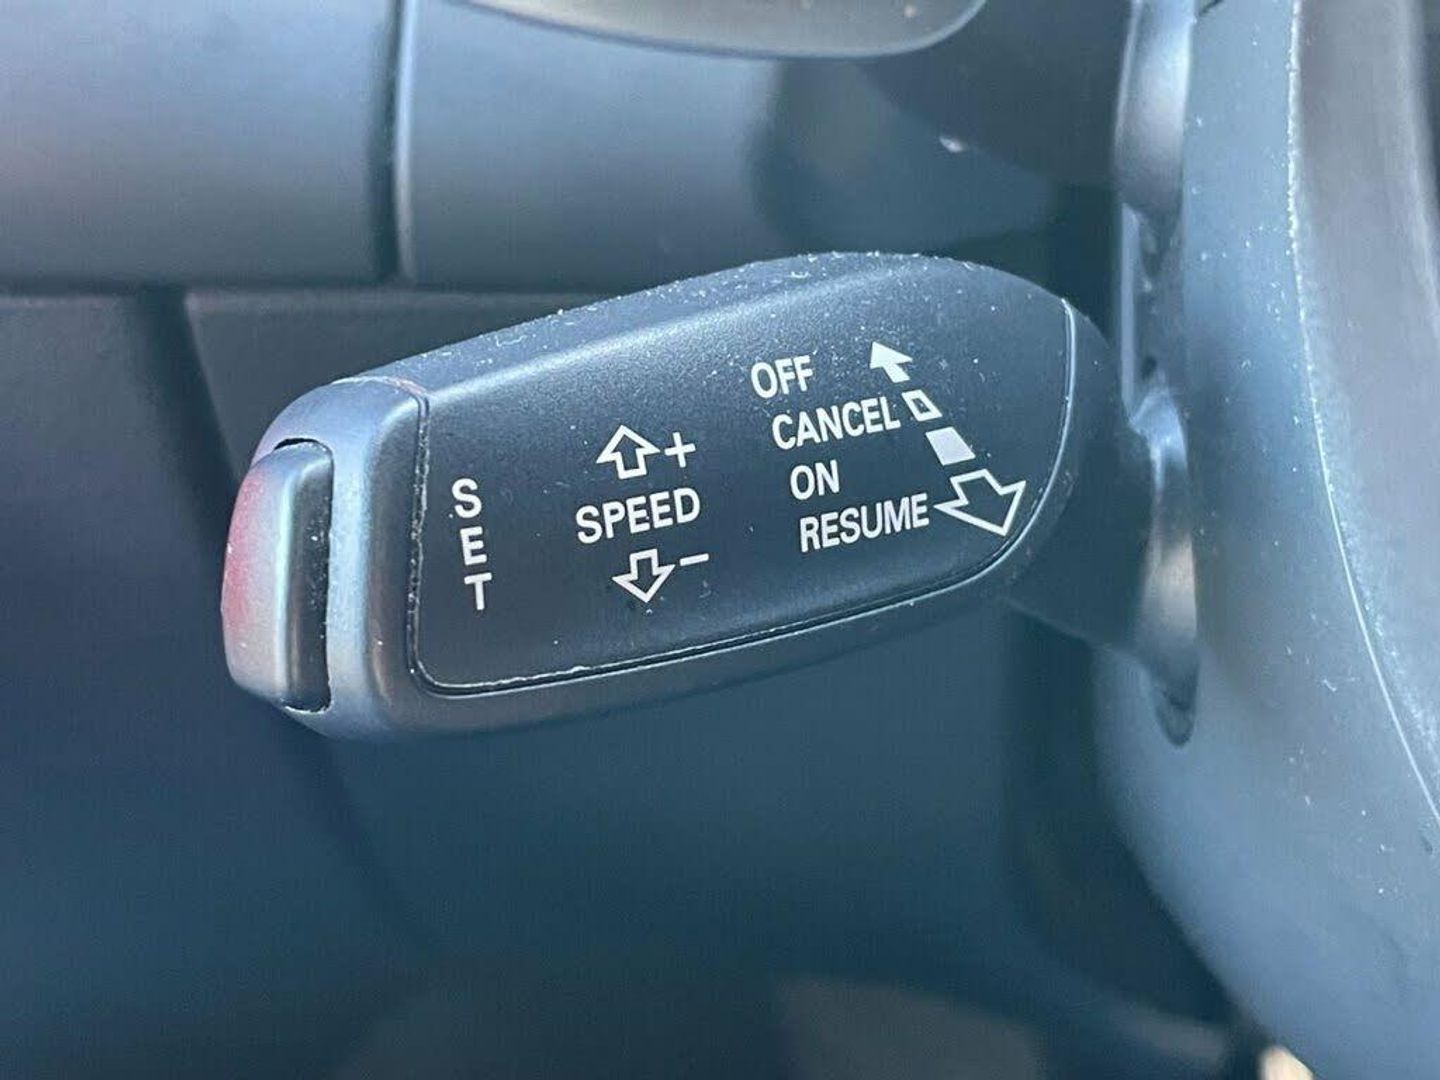 SET
+
SPEED
-
OFF
CANCEL
ON
RESUME